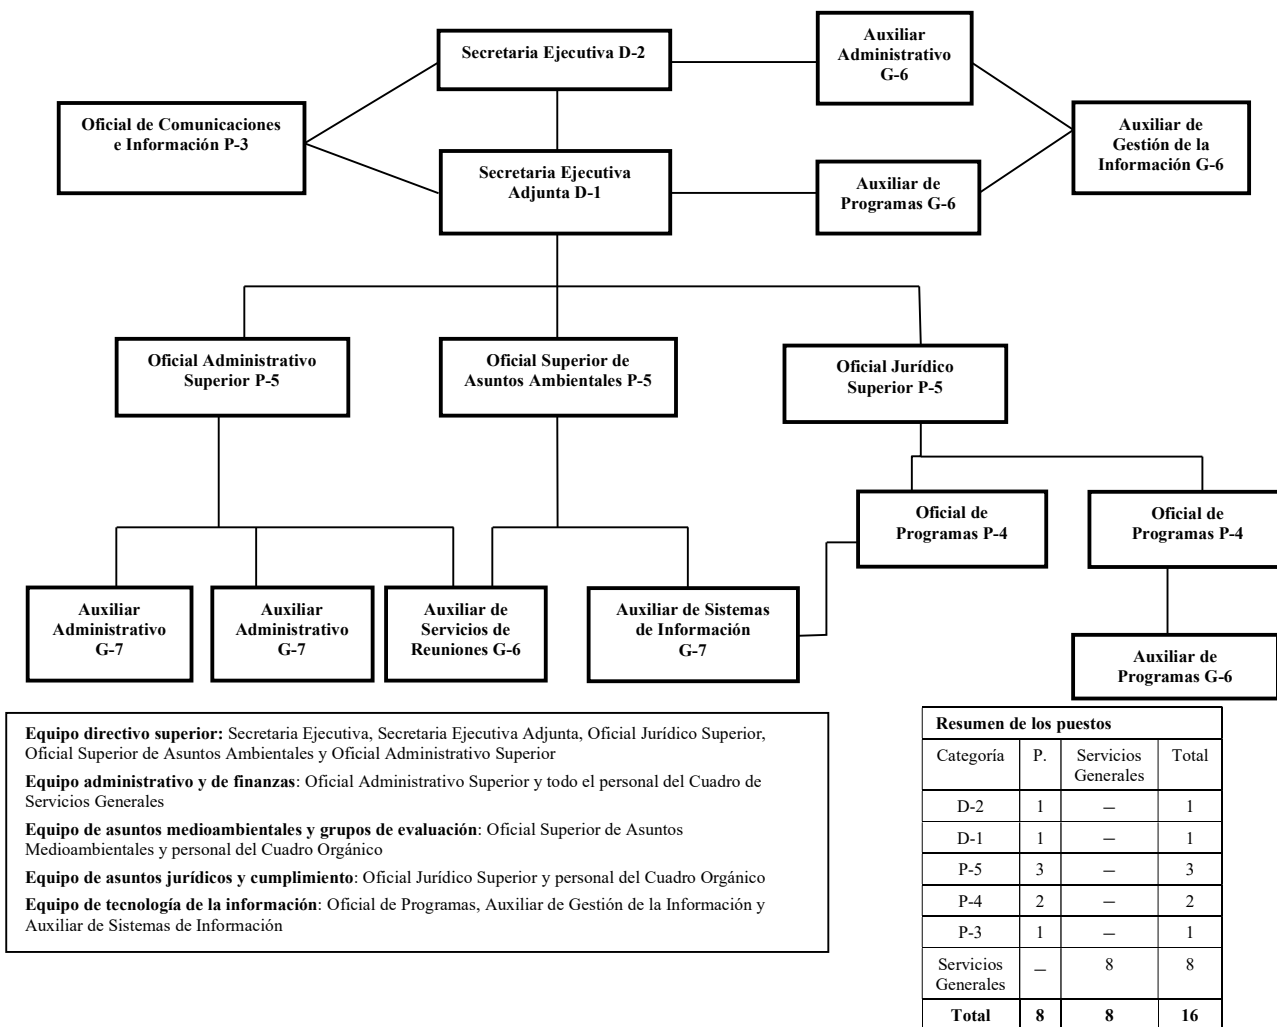 Secretaria Ejecutiva D-2
Auxiliar
Administrativo
G-6
Oficial de Comunicaciones
e Información P-3
Auxiliar de
Gestión de la
Información G-6
Secretaria Ejecutiva
Adjunta D-1
Auxiliar de
Programas G-6
Oficial Administrativo
Superior P-5
Oficial Superior de
Asuntos Ambientales P-5
Oficial Jurídico
Superior P-5
Oficial de
Programas P-4
Oficial de
Programas P-4
Auxiliar
Administrativo
G-7
Auxiliar
Administrativo
G-7
Auxiliar de
Servicios de
Reuniones G-6
Auxiliar de Sistemas
de Información
G-7
Auxiliar de
Programas G-6
Equipo directivo superior: Secretaria Ejecutiva, Secretaria Ejecutiva Adjunta, Oficial Jurídico Superior,
Oficial Superior de Asuntos Ambientales y Oficial Administrativo Superior
Equipo administrativo y de finanzas: Oficial Administrativo Superior y todo el personal del Cuadro de
Servicios Generales
Equipo de asuntos medioambientales y grupos de evaluación: Oficial Superior de Asuntos
Medioambientales y personal del Cuadro Orgánico
Equipo de asuntos jurídicos y cumplimiento: Oficial Jurídico Superior y personal del Cuadro Orgánico
Equipo de tecnología de la información: Oficial de Programas, Auxiliar de Gestión de la Información y
Auxiliar de Sistemas de Información
Resumen de los puestos
Categoría P. Servicios Generales Total
D-2 1 – 1
D-1 1 – 1
P-5 3 – 3
P-4 2 – 2
P-3 1 – 1
Servicios Generales – 8 8
Total 8 8 16